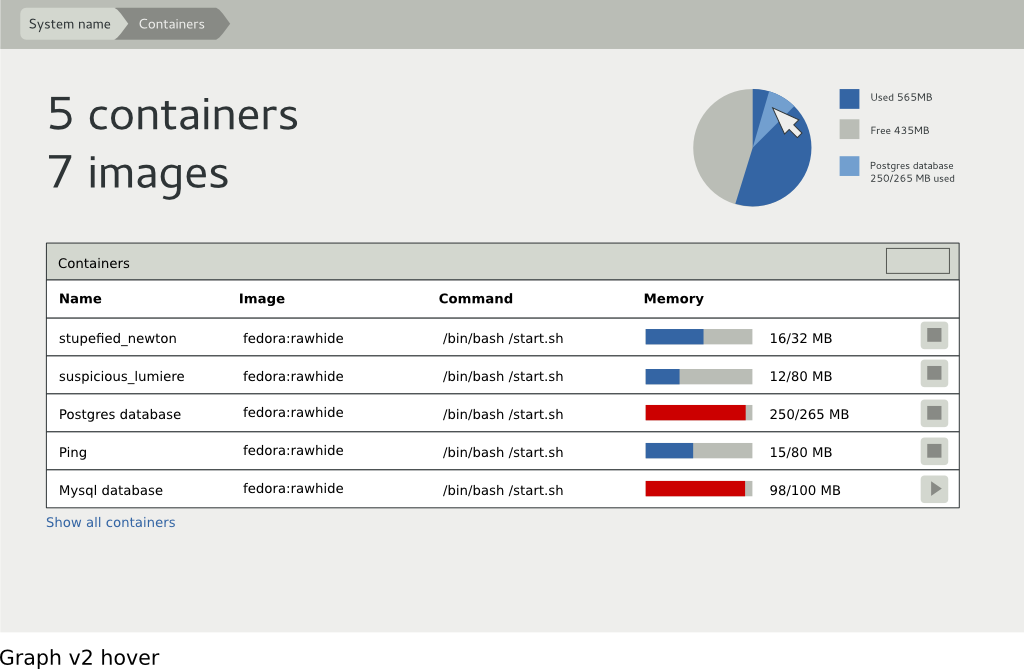 System name Containers
5 containers
7 images
Used 565MB
Free 435MB
Postgres database
250/265 MB used
Containers
Name Image Command Memory
stupefied_newton fedora:rawhide /bin/bash /start.sh 16/32 MB
suspicious_lumiere fedora:rawhide /bin/bash /start.sh 12/80 MB
Postgres database fedora:rawhide /bin/bash /start.sh 250/265 MB
Ping fedora:rawhide /bin/bash /start.sh 15/80 MB
Mysql database fedora:rawhide /bin/bash /start.sh 98/100 MB
Show all containers
Graph v2 hover